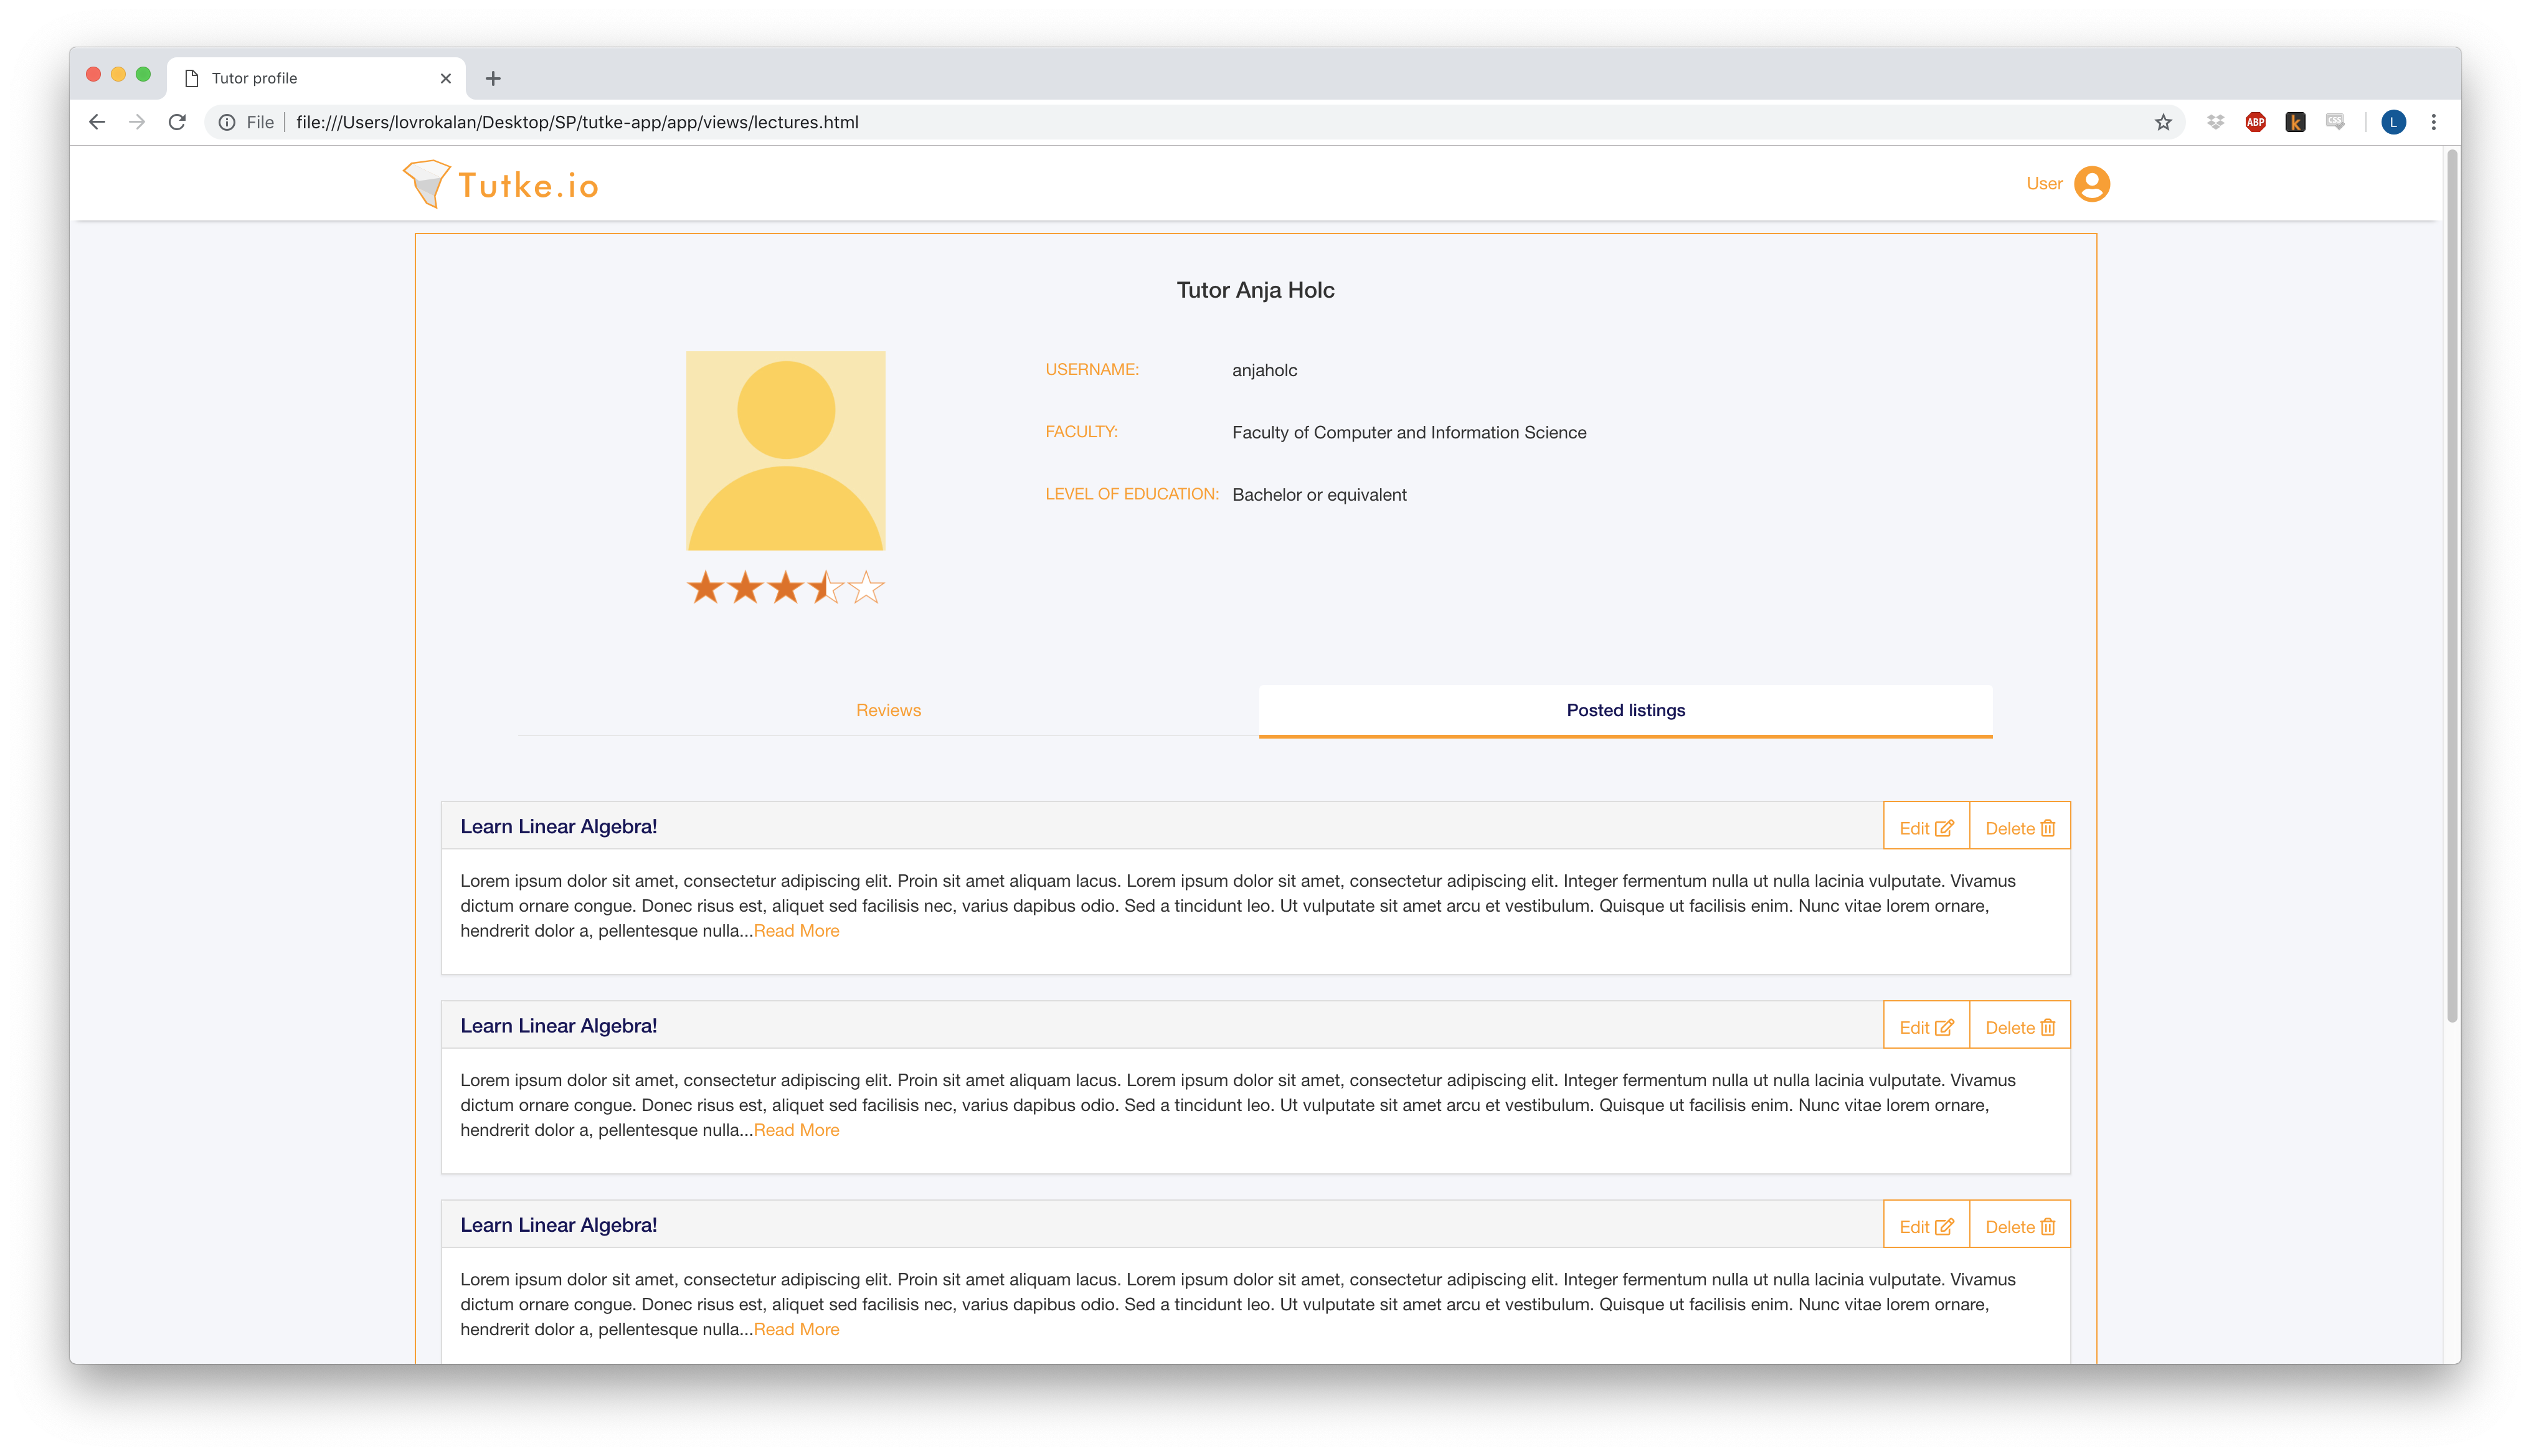 Tutor profile
File file:///Users/lovrokalan/Desktop/SP/tutke-app/app/views/lectures.html
ABP
k
CSS
L
Tutke.io
User
Tutor Anja Holc
USERNAME: anjaholc
FACULTY: Faculty of Computer and Information Science
LEVEL OF EDUCATION: Bachelor or equivalent
Reviews
Posted listings
Learn Linear Algebra!
Edit
Delete
Lorem ipsum dolor sit amet, consectetur adipiscing elit. Proin sit amet aliquam lacus. Lorem ipsum dolor sit amet, consectetur adipiscing elit. Integer fermentum nulla ut nulla lacinia vulputate. Vivamus
dictum ornare congue. Donec risus est, aliquet sed facilisis nec, varius dapibus odio. Sed a tincidunt leo. Ut vulputate sit amet arcu et vestibulum. Quisque ut facilisis enim. Nunc vitae lorem ornare,
hendrerit dolor a, pellentesque nulla...Read More
Learn Linear Algebra!
Edit
Delete
Lorem ipsum dolor sit amet, consectetur adipiscing elit. Proin sit amet aliquam lacus. Lorem ipsum dolor sit amet, consectetur adipiscing elit. Integer fermentum nulla ut nulla lacinia vulputate. Vivamus
dictum ornare congue. Donec risus est, aliquet sed facilisis nec, varius dapibus odio. Sed a tincidunt leo. Ut vulputate sit amet arcu et vestibulum. Quisque ut facilisis enim. Nunc vitae lorem ornare,
hendrerit dolor a, pellentesque nulla...Read More
Learn Linear Algebra!
Edit
Delete
Lorem ipsum dolor sit amet, consectetur adipiscing elit. Proin sit amet aliquam lacus. Lorem ipsum dolor sit amet, consectetur adipiscing elit. Integer fermentum nulla ut nulla lacinia vulputate. Vivamus
dictum ornare congue. Donec risus est, aliquet sed facilisis nec, varius dapibus odio. Sed a tincidunt leo. Ut vulputate sit amet arcu et vestibulum. Quisque ut facilisis enim. Nunc vitae lorem ornare,
hendrerit dolor a, pellentesque nulla...Read More